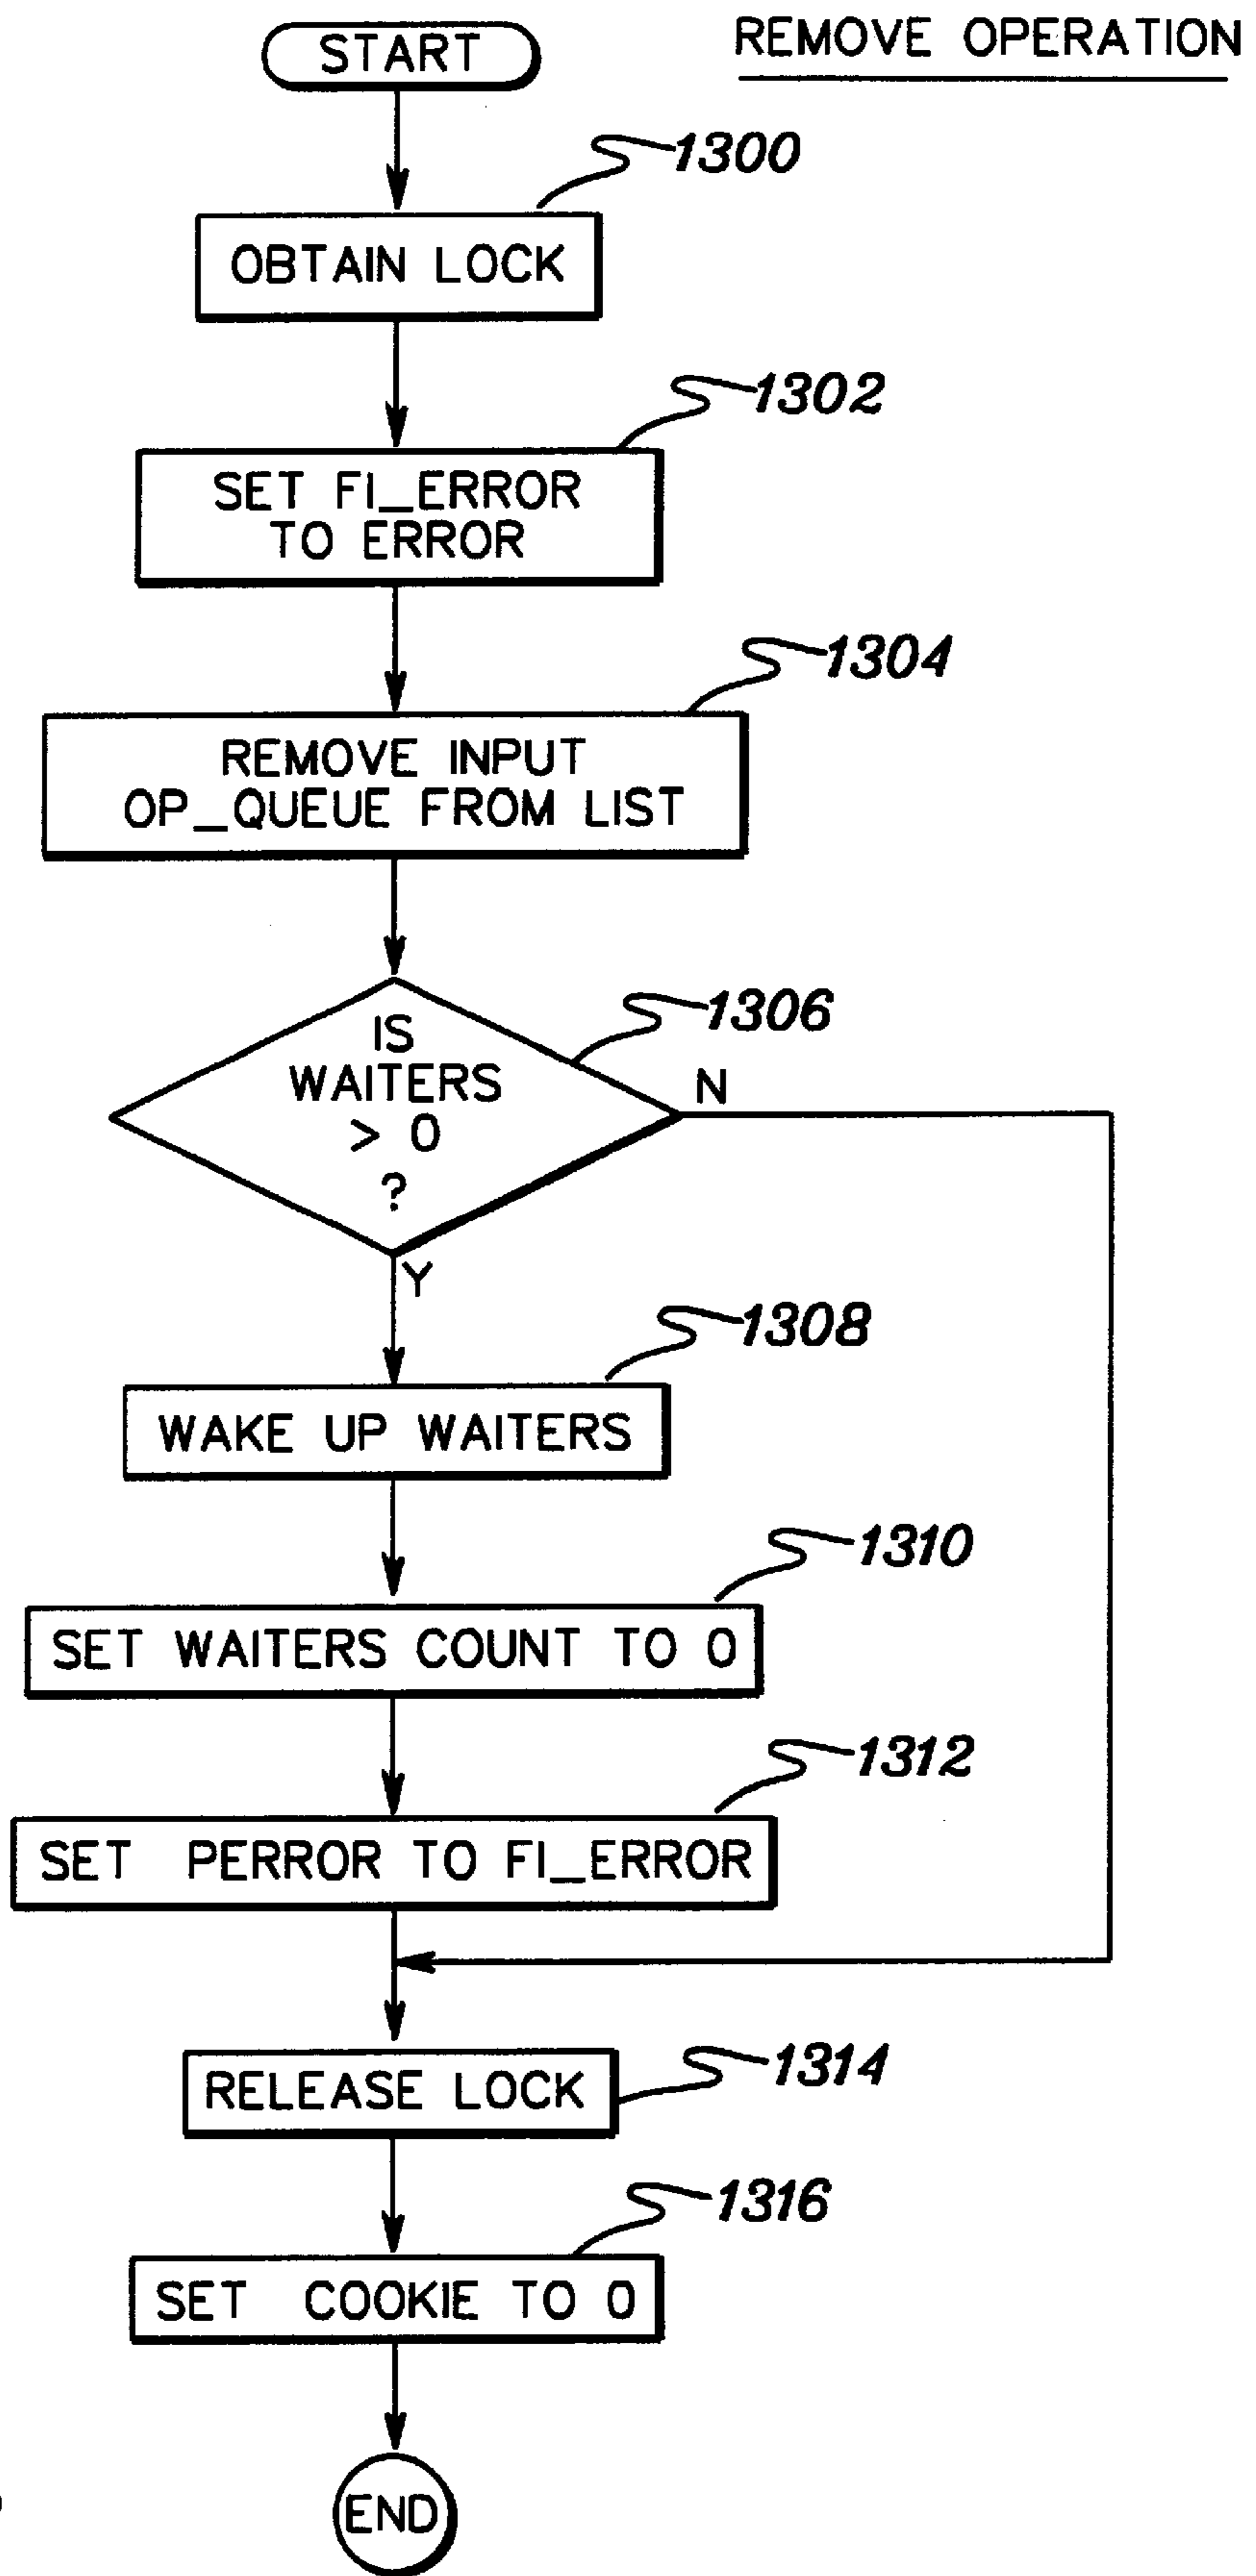 REMOVE OPERATION
START
1300
OBTAIN LOCK
1302
SET FI_ERROR
TO ERROR
1304
REMOVE INPUT
OP_QUEUE FROM LIST
1306
IS
WAITERS
> 0
?
N
Y
1308
WAKE UP WAITERS
1310
SET WAITERS COUNT TO 0
1312
SET PERROR TO FI_ERROR
1314
RELEASE LOCK
1316
SET COOKIE TO 0
END